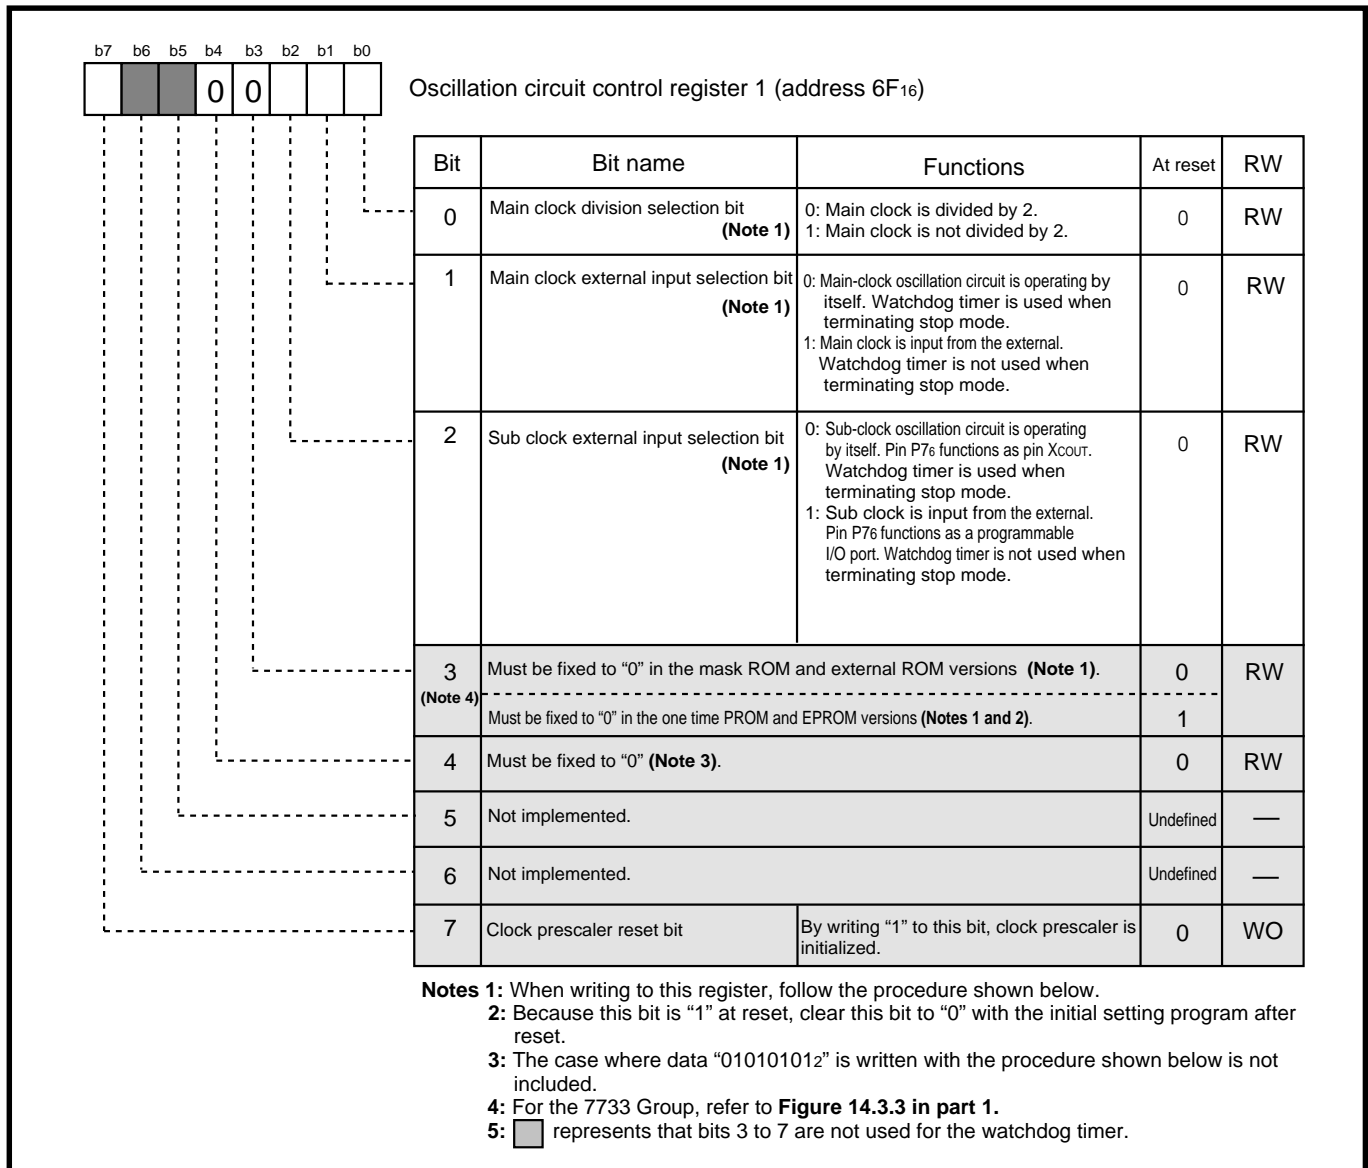 b7 b6 b5 b4 b3 b2 b1 b0
0 0
Oscillation circuit control register 1 (address 6F16)
Bit Bit name Functions At reset RW
0 Main clock division selection bit (Note 1) 0: Main clock is divided by 2. 0 RW
1: Main clock is not divided by 2.
1 Main clock external input selection bit 0: Main-clock oscillation circuit is operating by 0 RW
(Note 1) itself. Watchdog timer is used when
terminating stop mode.
1: Main clock is input from the external.
Watchdog timer is not used when
terminating stop mode.
2 Sub clock external input selection bit 0: Sub-clock oscillation circuit is operating 0 RW
(Note 1) by itself. Pin P76 functions as pin XCOUT.
Watchdog timer is used when
terminating stop mode.
1: Sub clock is input from the external.
Pin P76 functions as a programmable
I/O port. Watchdog timer is not used when
terminating stop mode.
3 Must be fixed to “0” in the mask ROM and external ROM versions (Note 1). 0 RW
(Note 4)
Must be fixed to “0” in the one time PROM and EPROM versions (Notes 1 and 2). 1
4 Must be fixed to “0” (Note 3). 0 RW
5 Not implemented. Undefined —
6 Not implemented. Undefined —
7 Clock prescaler reset bit By writing “1” to this bit, clock prescaler is 0 WO
initialized.
Notes 1: When writing to this register, follow the procedure shown below.
2: Because this bit is “1” at reset, clear this bit to “0” with the initial setting program after
reset.
3: The case where data “010101012” is written with the procedure shown below is not
included.
4: For the 7733 Group, refer to Figure 14.3.3 in part 1.
5: represents that bits 3 to 7 are not used for the watchdog timer.